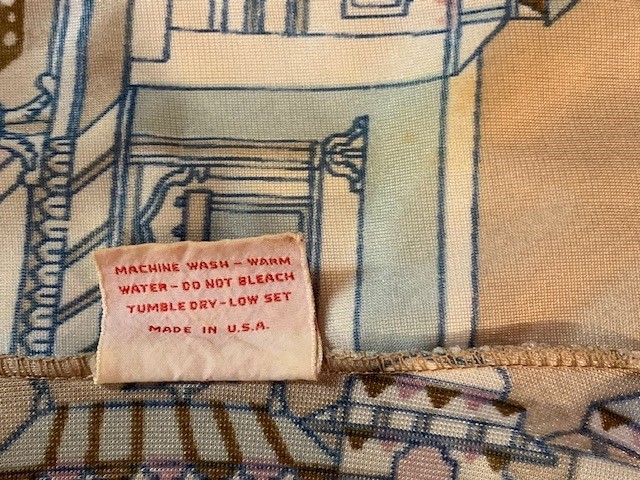 MACHINE WASH - WARM
WATER - DO NOT BLEACH
TUMBLE DRY - LOW SET
MADE IN U.S.A.